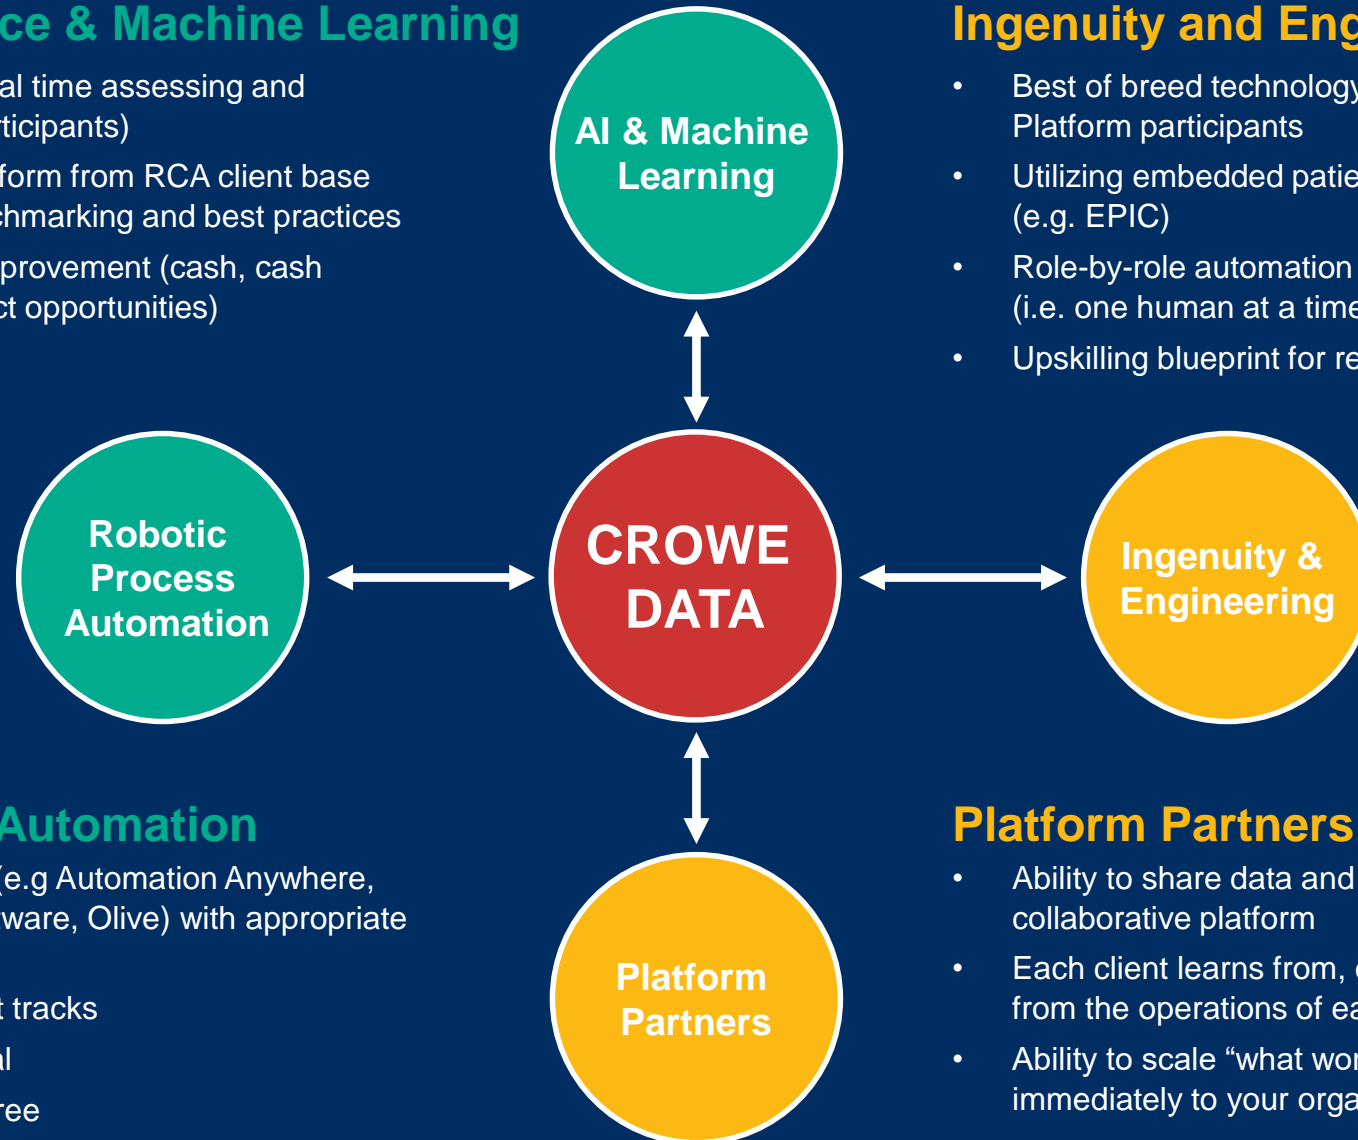 ce & Machine Learning
al time assessing and
rticipants)
form from RCA client base
chmarking and best practices
provement (cash, cash
ct opportunities)
AI & Machine
Learning
Ingenuity and Eng
• Best of breed technology
Platform participants
• Utilizing embedded patie
(e.g. EPIC)
• Role-by-role automation
(i.e. one human at a time
• Upskilling blueprint for re
Robotic
Process
Automation
CROWE
DATA
Ingenuity &
Engineering
Automation
(e.g Automation Anywhere,
ware, Olive) with appropriate
t tracks
al
ree
Platform
Partners
Platform Partners
• Ability to share data and
collaborative platform
• Each client learns from,
from the operations of ea
• Ability to scale “what wor
immediately to your orga